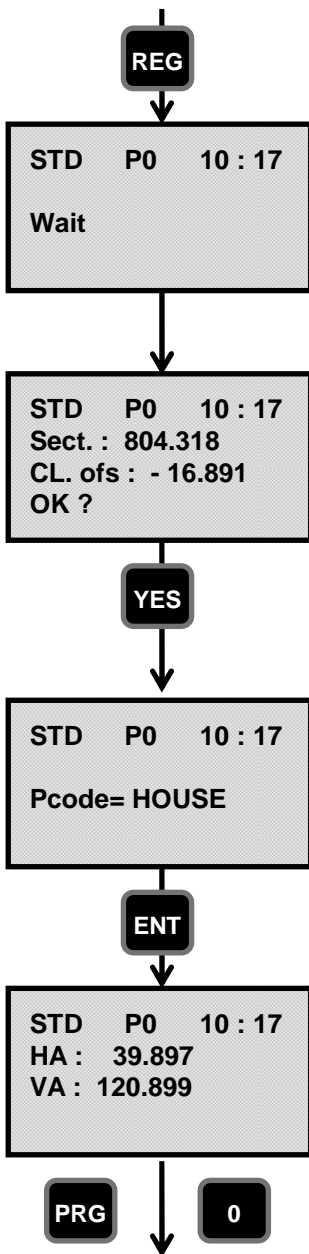 REG
STD P0 10 : 17
Wait
STD P0 10 : 17
Sect. : 804.318
CL. ofs : - 16.891
OK ?
YES
STD P0 10 : 17
Pcode= HOUSE
ENT
STD P0 10 : 17
HA : 39.897
VA : 120.899
PRG 0